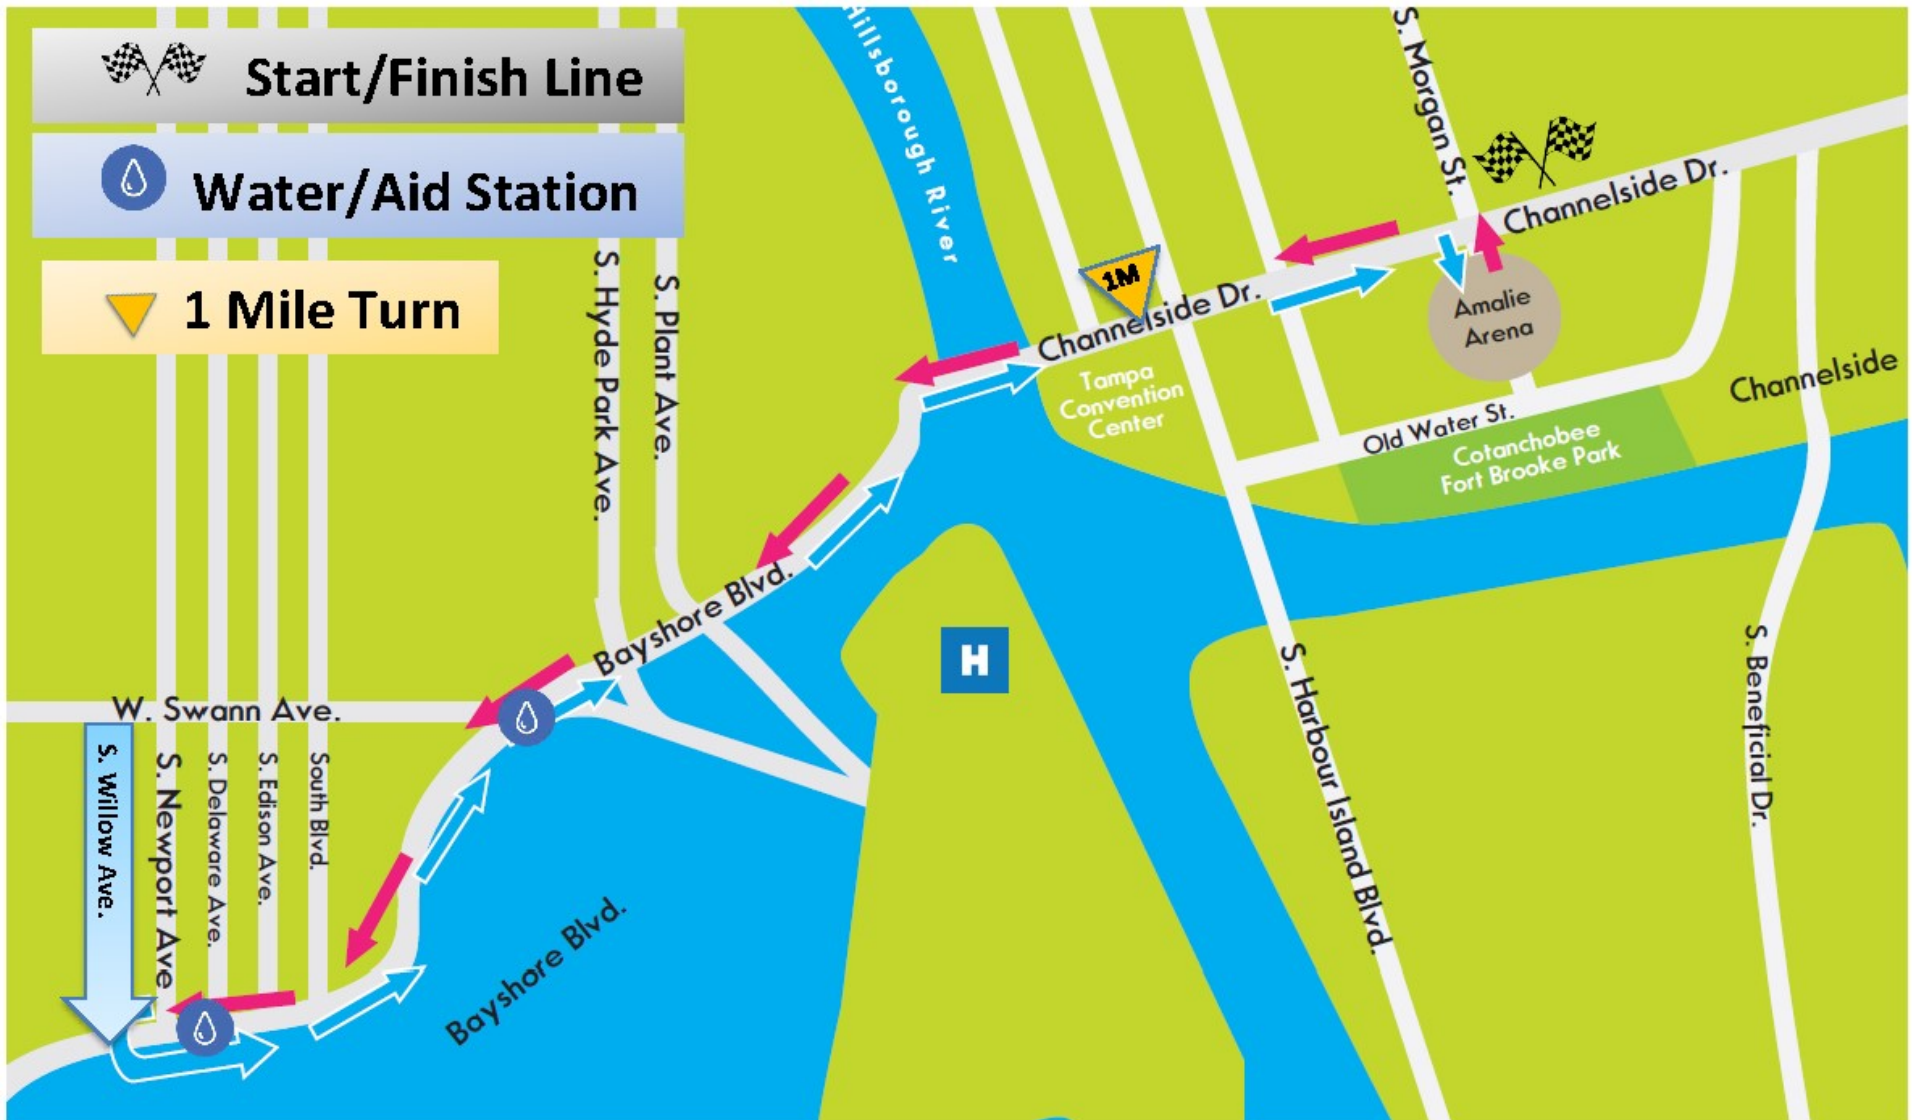 Start/Finish Line
Water/Aid Station
1 Mile Turn
Hillsborough River
S. Morgan St.
Channelside Dr.
1M
Channelside Dr.
Amalie
Arena
S. Hyde Park Ave.
S. Plant Ave.
Tampa
Convention
Center
Channelside
Old Water St.
Cotanchobee
Fort Brooke Park
Bayshore Blvd.
H
W. Swann Ave.
S. Willow Ave.
S. Newport Ave
S. Delaware Ave.
S. Edison Ave.
South Blvd.
S. Harbour Island Blvd.
S. Beneficial Dr.
Bayshore Blvd.